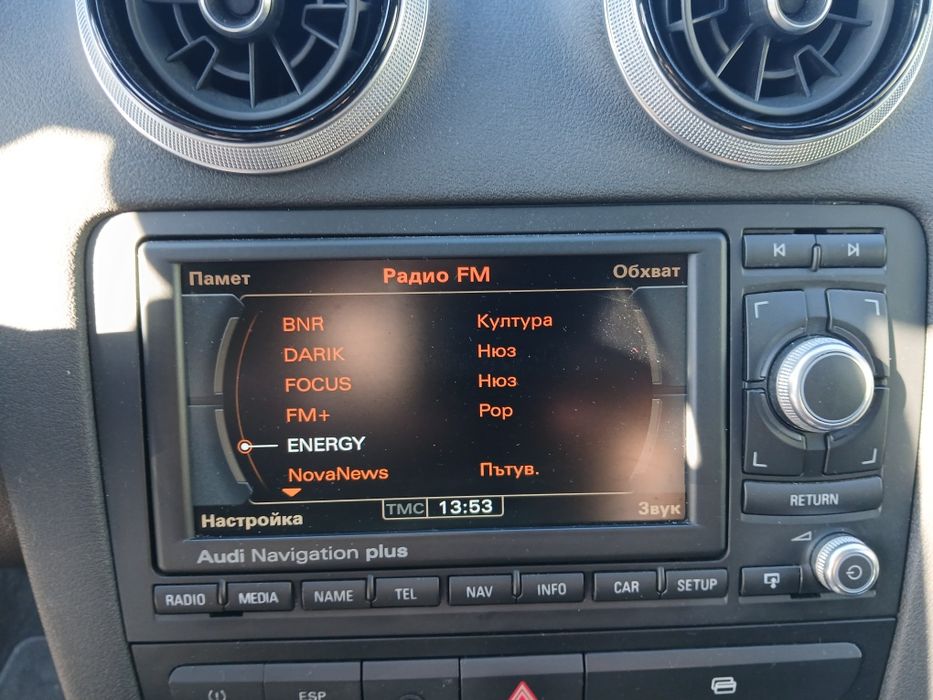 Памет Радио FM Обхват
BNR Култура
DARIK Нюз
FOCUS Нюз
FM+ Pop
ENERGY
NovaNews Пътув.
TMC 13:53
Настройка Звук
Audi Navigation plus
RETURN
RADIO MEDIA NAME TEL NAV INFO CAR SETUP
ESP